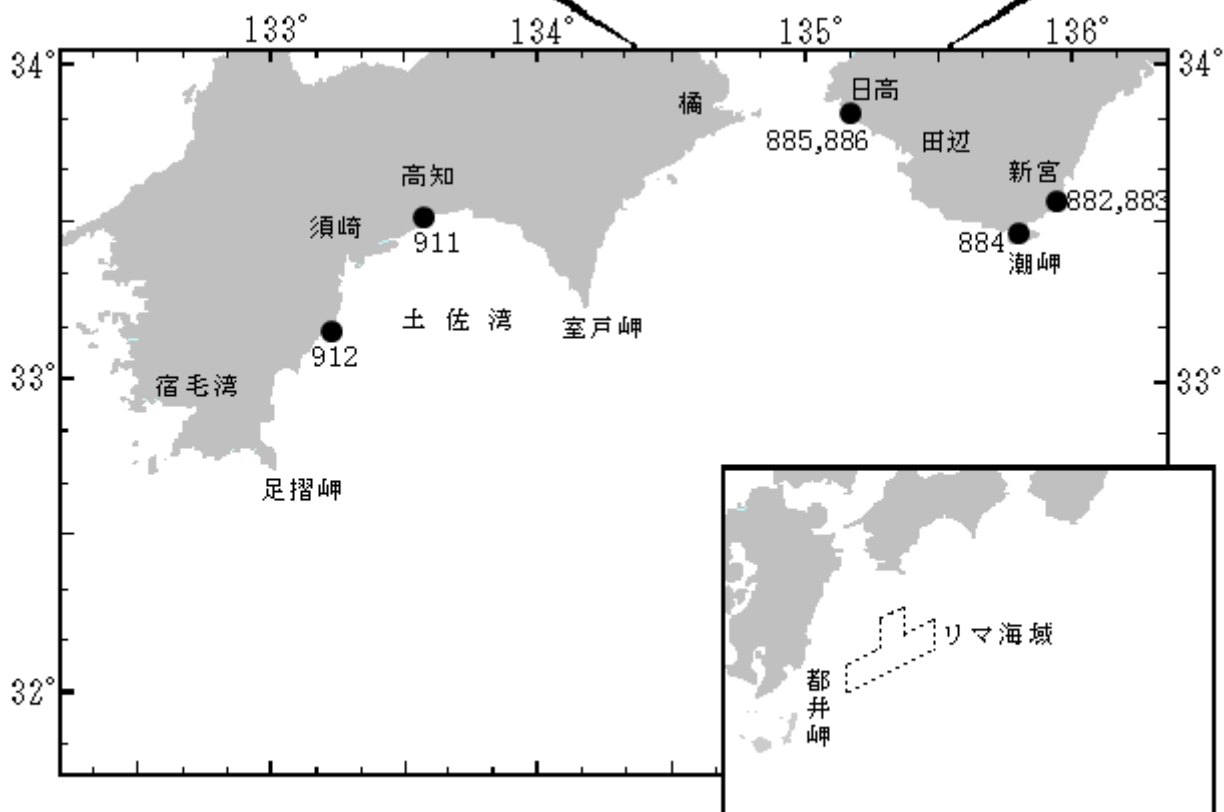 133° 134° 135° 136°
34° 34°
橘
日高
885,886
田辺
高知
新宮
882,883
須崎
911
884
潮岬
土佐湾
室戸岬
912
33° 33°
宿毛湾
足摺岬
リマ海域
32°
都井岬